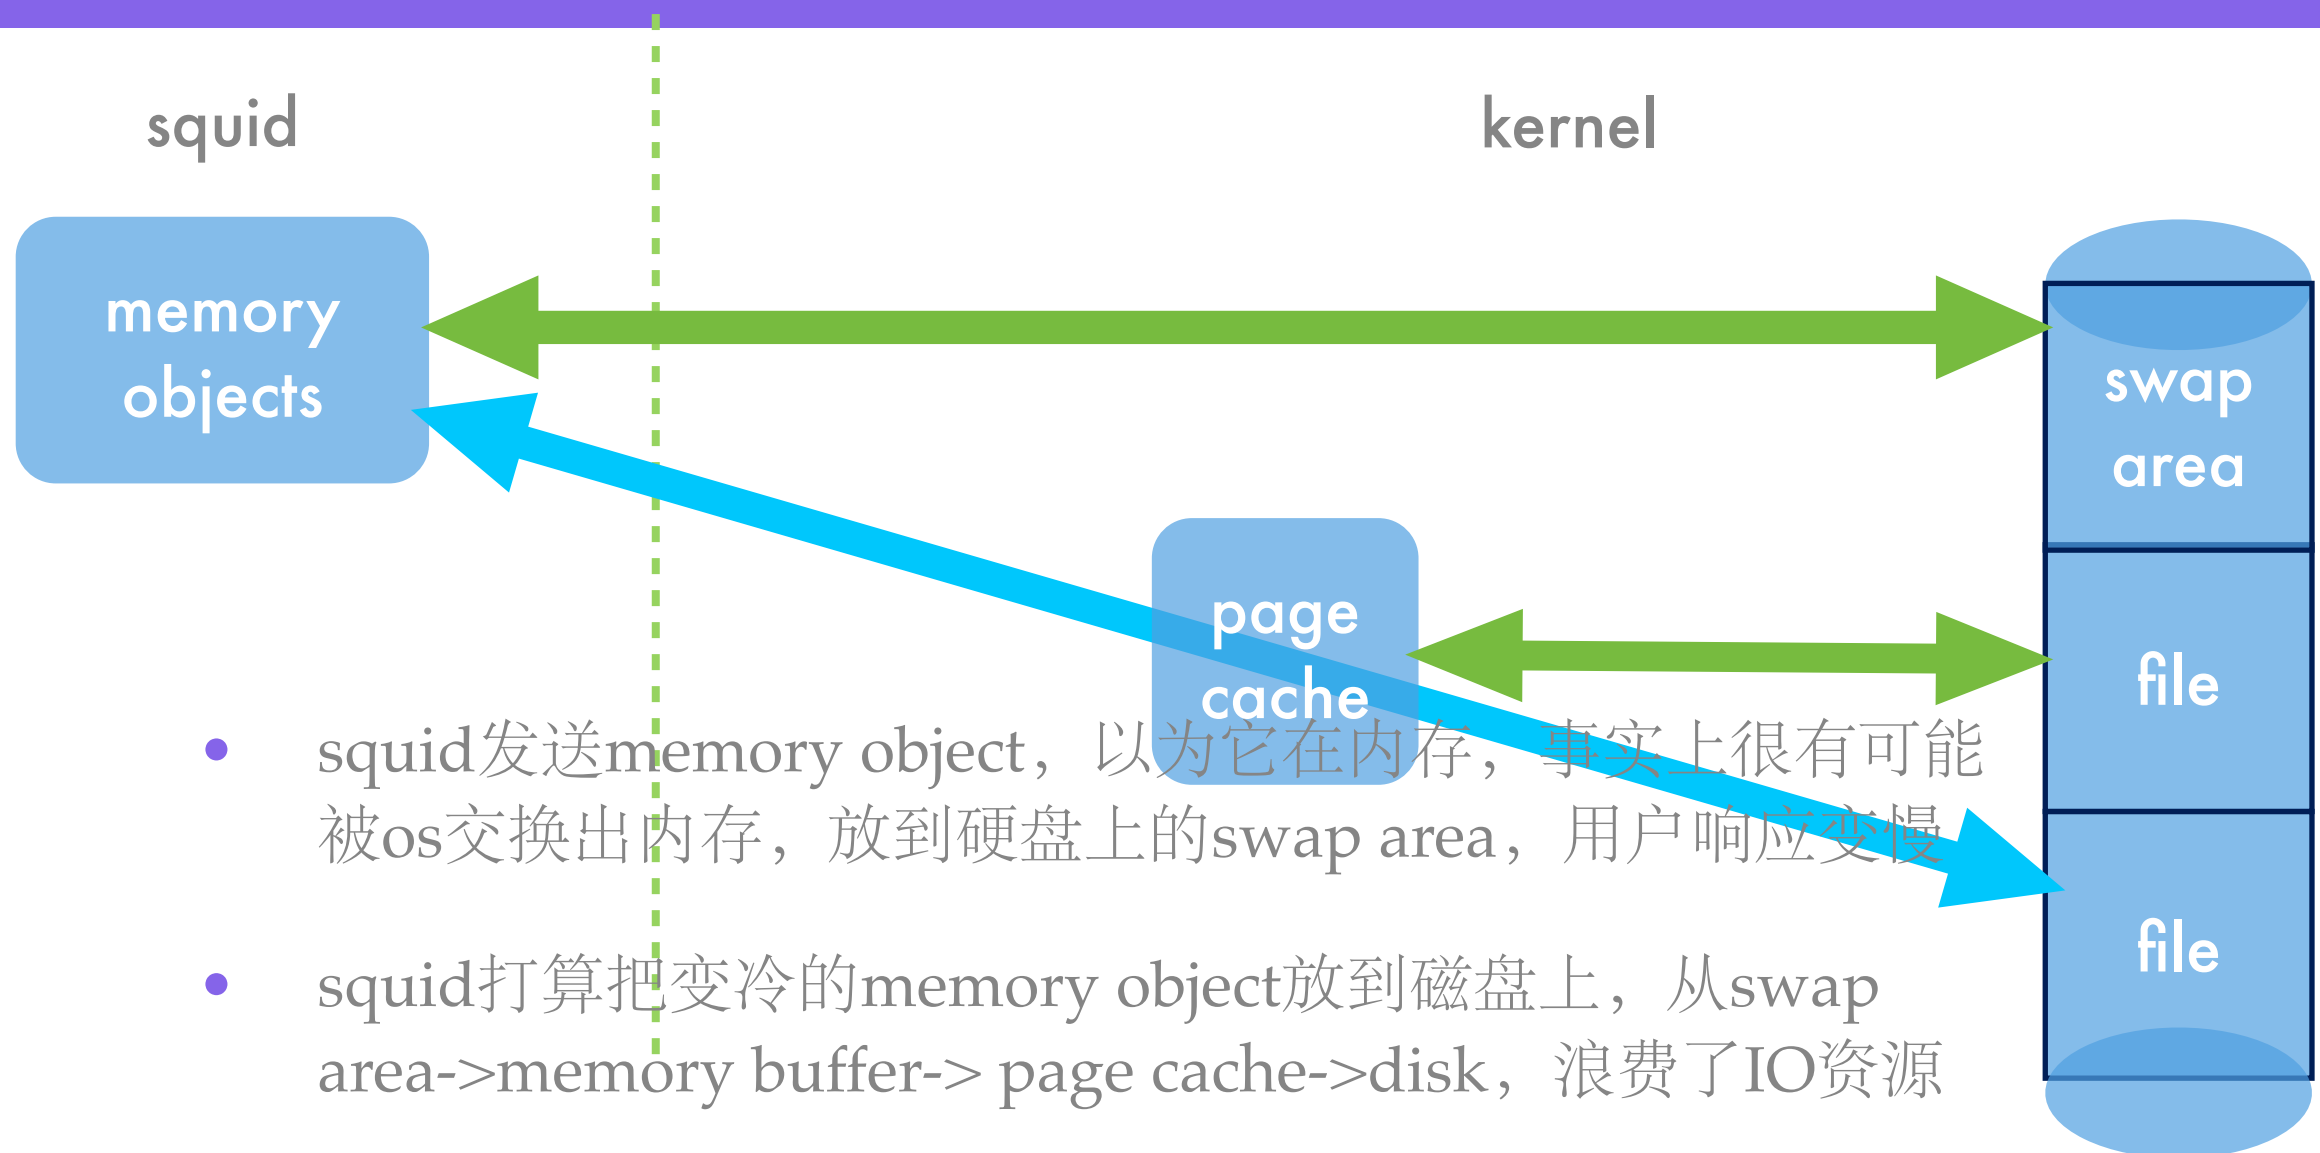 squid
kernel
memory
objects
swap
area
page
cache
file
file
squid发送memory object，以为它在内存，事实上很有可能
被os交换出内存，放到硬盘上的swap area，用户响应变慢
squid打算把变冷的memory object放到磁盘上，从swap
area->memory buffer-> page cache->disk，浪费了IO资源